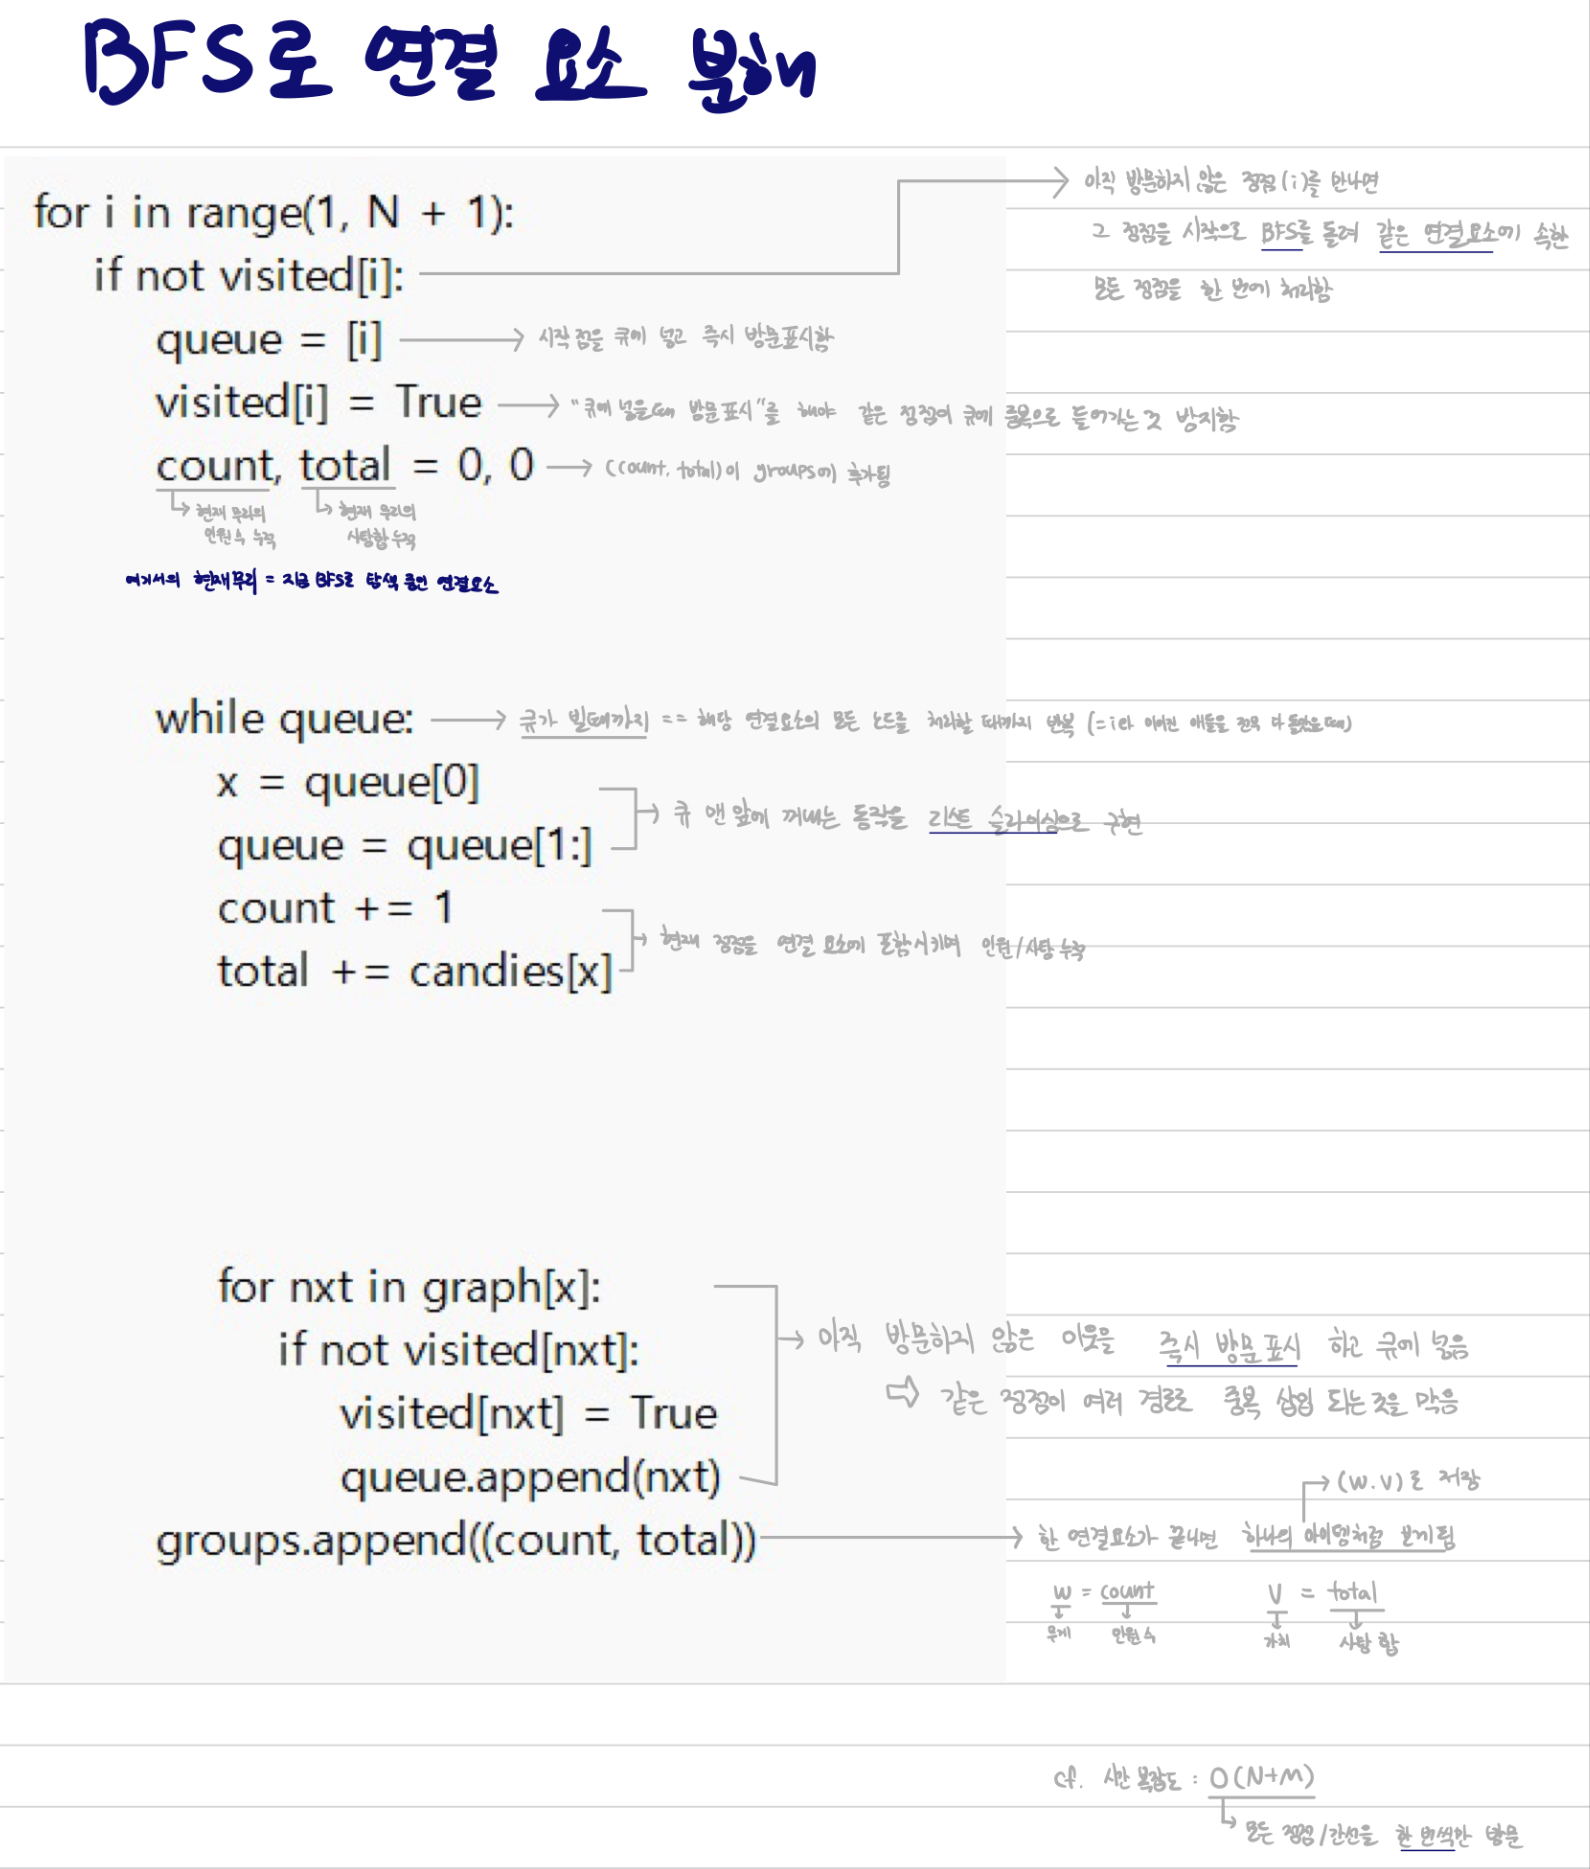 BFS로 연결 요소 분해
for i in range(1, N + 1):
아직 방문하지 않은 정점(i)를 만나면
그 정점을 시작으로 BFS를 돌려 같은 연결요소에 속한
모든 정점을 한 번에 처리함
if not visited[i]:
queue = [i]
시작점을 큐에 넣고 즉시 방문표시함
visited[i] = True
"큐에 넣을때 방문표시"를 해야 같은 정점이 큐에 중복으로 들어가는 것 방지함
count, total = 0, 0
(count, total)이 groups에 추가됨
현재 무리의
인원수 누적
현재 무리의
사탕합 누적
여기서의 현재무리 = 지금 BFS로 탐색 중인 연결요소
while queue:
큐가 빌때까지 == 해당 연결요소의 모든 노드를 처리할 때까지 반복 (= i와 이어진 애들을 전부 다 돌았을때)
x = queue[0]
queue = queue[1:]
큐 맨 앞에 꺼내는 동작을 리스트 슬라이싱으로 구현
count += 1
total += candies[x]
현재 정점을 연결 요소에 포함시키며 인원/사탕 누적
for nxt in graph[x]:
if not visited[nxt]:
visited[nxt] = True
queue.append(nxt)
아직 방문하지 않은 이웃을 즉시 방문표시 하고 큐에 넣음
⇨ 같은 정점이 여러 경로로 중복 삽입 되는 것을 막음
groups.append((count, total))
(w.v)로 저장
한 연결요소가 끝나면 하나의 아이템처럼 보게됨
w = count
무게 인원수
V = total
가치 사탕 합
cf. 시간 복잡도 : O(N+M)
모든 정점/간선을 한 번씩만 방문